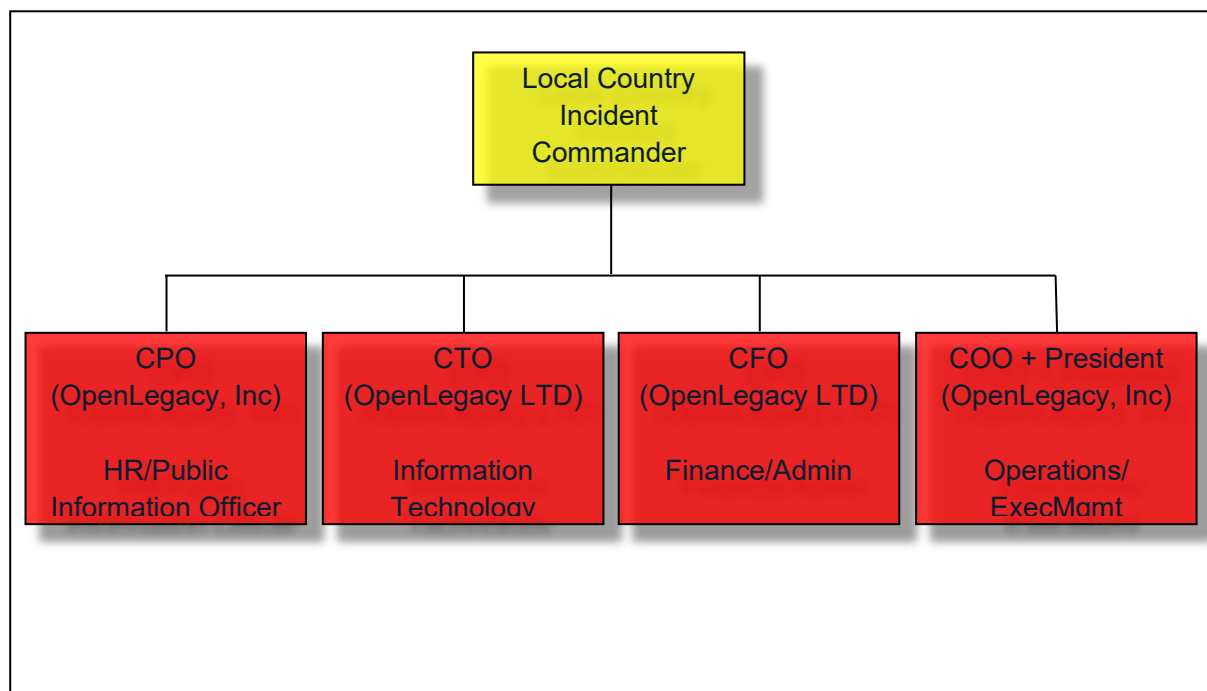 Local Country
Incident
Commander
CPO
(OpenLegacy, Inc)
HR/Public
Information Officer
CTO
(OpenLegacy LTD)
Information
Technology
CFO
(OpenLegacy LTD)
Finance/Admin
COO + President
(OpenLegacy, Inc)
Operations/
ExecMgmt